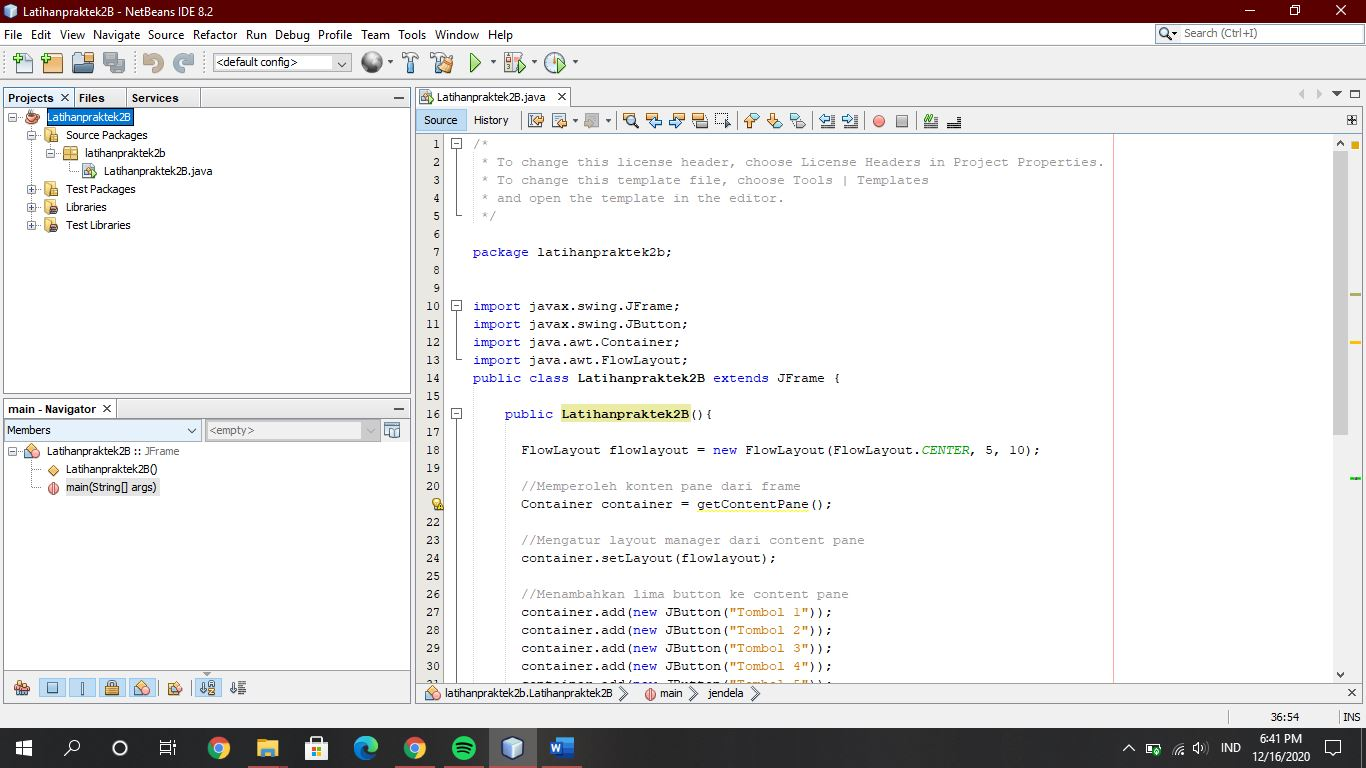 Latihanpraktek2B - NetBeans IDE 8.2
File Edit View Navigate Source Refactor Run Debug Profile Team Tools Window Help
Search (Ctrl+I)
<default config>
Projects Files Services
Latihanpraktek2B
Source Packages
latihanpraktek2b
Latihanpraktek2B.java
Test Packages
Libraries
Test Libraries
main - Navigator
Members <empty>
Latihanpraktek2B :: JFrame
Latihanpraktek2B()
main(String[] args)
Latihanpraktek2B.java
Source History
1 /*
2 * To change this license header, choose License Headers in Project Properties.
3 * To change this template file, choose Tools | Templates
4 * and open the template in the editor.
5 */
6
7 package latihanpraktek2b;
8
9
10 import javax.swing.JFrame;
11 import javax.swing.JButton;
12 import java.awt.Container;
13 import java.awt.FlowLayout;
14 public class Latihanpraktek2B extends JFrame {
15
16 public Latihanpraktek2B(){
17
18 FlowLayout flowlayout = new FlowLayout(FlowLayout.CENTER, 5, 10);
19
20 //Memperoleh konten pane dari frame
Container container = getContentPane();
22
23 //Mengatur layout manager dari content pane
24 container.setLayout(flowlayout);
25
26 //Menambahkan lima button ke content pane
27 container.add(new JButton("Tombol 1"));
28 container.add(new JButton("Tombol 2"));
29 container.add(new JButton("Tombol 3"));
30 container.add(new JButton("Tombol 4"));
31 container.add(new JButton("Tombol 5"));
latihanpraktek2b.Latihanpraktek2B main jendela
36:54 INS
IND
6:41 PM
12/16/2020